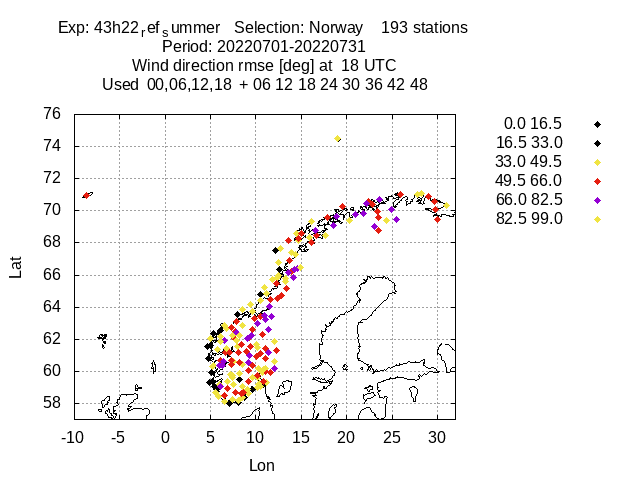 Exp: 43h22ref summer   Selection: Norway    193 stations
Period: 20220701-20220731
Wind direction rmse [deg] at  18 UTC
Used  00,06,12,18  + 06 12 18 24 30 36 42 48
76
74
72
70
68
66
64
62
60
58
Lat
-10 -5 0 5 10 15 20 25 30
Lon
0.0 16.5
16.5 33.0
33.0 49.5
49.5 66.0
66.0 82.5
82.5 99.0